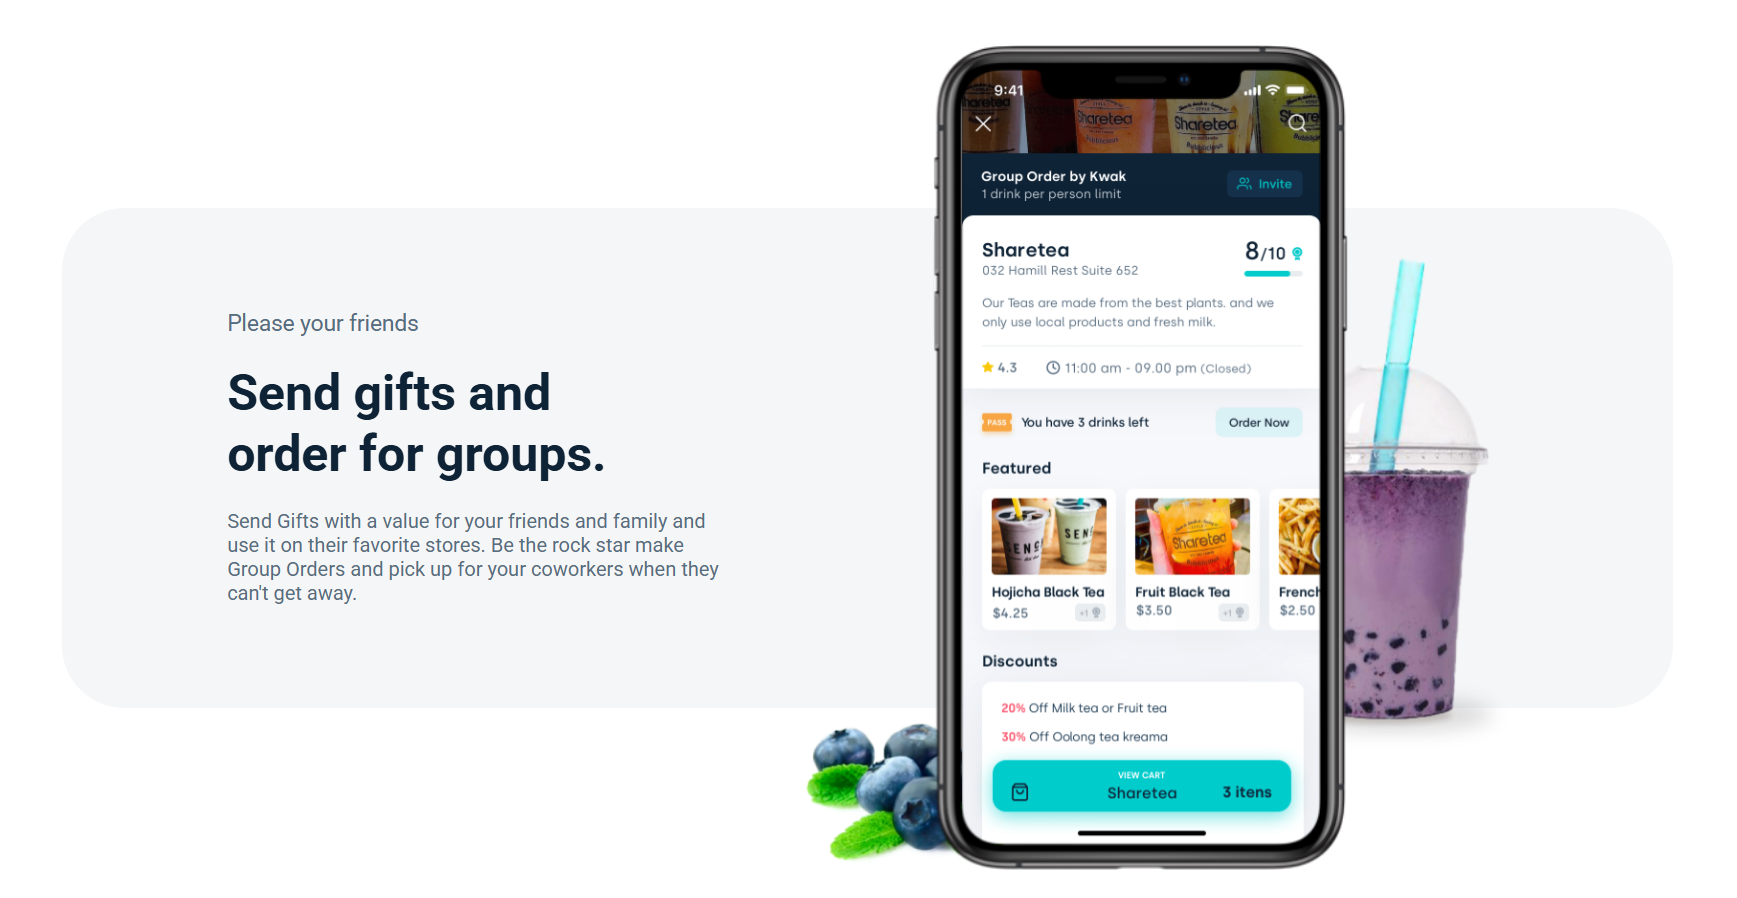 Please your friends
Send gifts and
order for groups.
Send Gifts with a value for your friends and family and
use it on their favorite stores. Be the rock star make
Group Orders and pick up for your coworkers when they
can't get away.
9:41
Sharetea
Sharetea
Group Order by Kwak
1 drink per person limit
Invite
Sharetea
8/10
032 Hamill Rest Suite 652
Our Teas are made from the best plants. and we
only use local products and fresh milk.
4.3
11:00 am - 09.00 pm (Closed)
PASS
You have 3 drinks left
Order Now
Featured
Sharetea
Hojicha Black Tea
$4.25
+1
Fruit Black Tea
$3.50
+1
French
$2.50
Discounts
20% Off Milk tea or Fruit tea
30% Off Oolong tea kreama
VIEW CART
Sharetea
3 itens